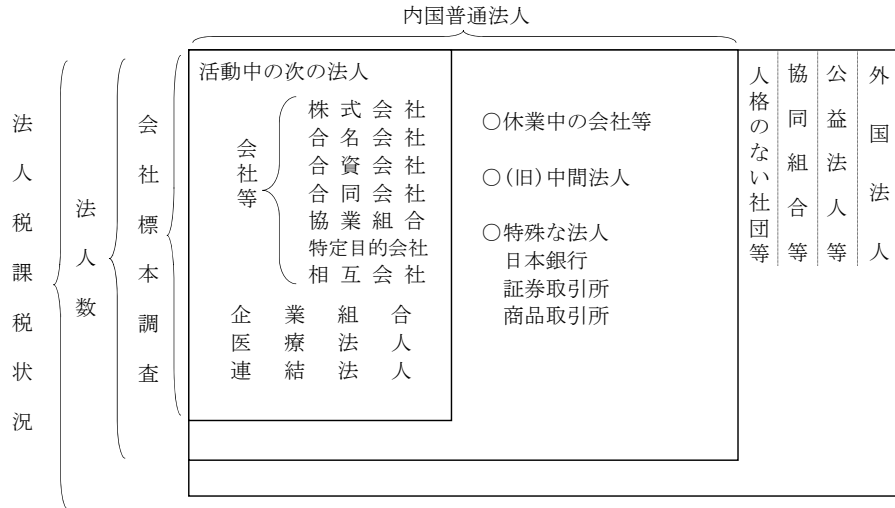 内国普通法人
法人税課税状況
法人数
会社標本調査
活動中の次の法人
会社等
株式会社
合名会社
合資会社
合同会社
協業組合
特定目的会社
相互会社
企業組合
医療法人
連結法人
○休業中の会社等
○(旧)中間法人
○特殊な法人
日本銀行
証券取引所
商品取引所
人格のない社団等
協同組合等
公益法人等
外国法人